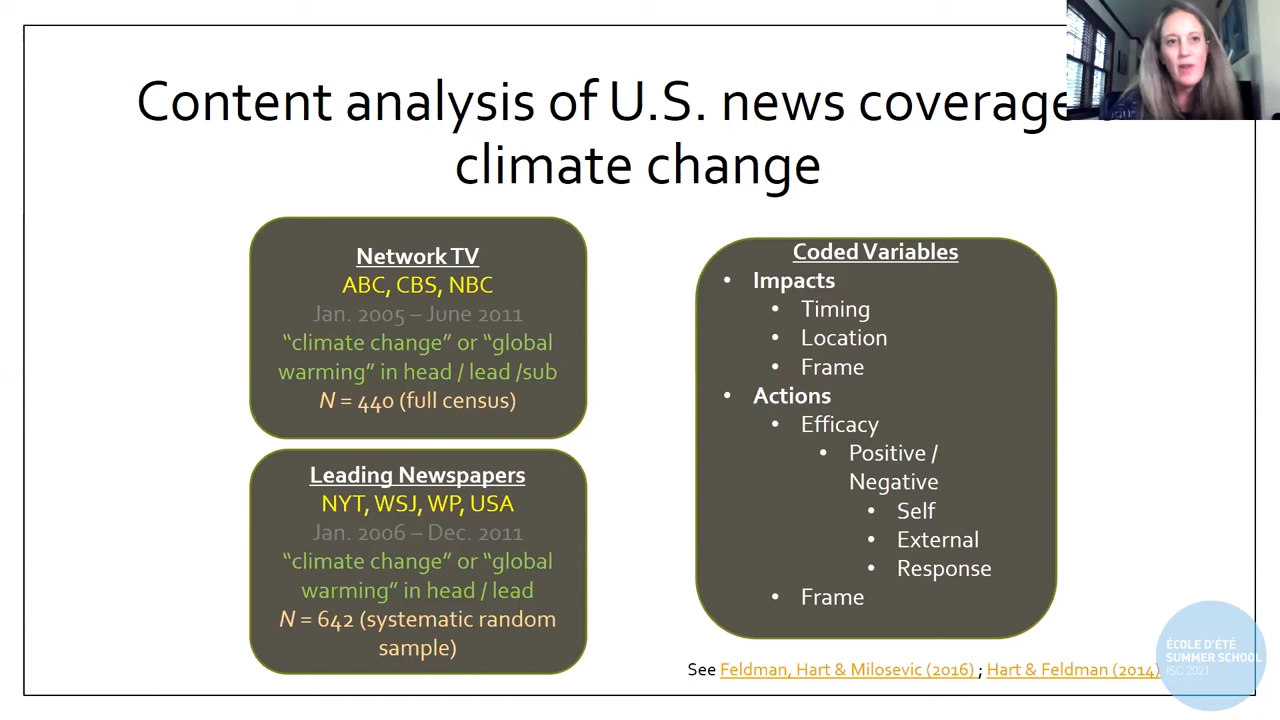 Content analysis of U.S. news coverage
climate change
Network TV
ABC, CBS, NBC
Jan. 2005 – June 2011
“climate change” or “global
warming” in head / lead /sub
N = 440 (full census)
Leading Newspapers
NYT, WSJ, WP, USA
Jan. 2006 – Dec. 2011
“climate change” or “global
warming” in head / lead
N = 642 (systematic random
sample)
Coded Variables
• Impacts
• Timing
• Location
• Frame
• Actions
• Efficacy
• Positive /
Negative
• Self
• External
• Response
• Frame
See Feldman, Hart & Milosevic (2016) ; Hart & Feldman (2014)
ÉCOLE D'ÉTÉ
SUMMER SCHOOL
ISC 2021